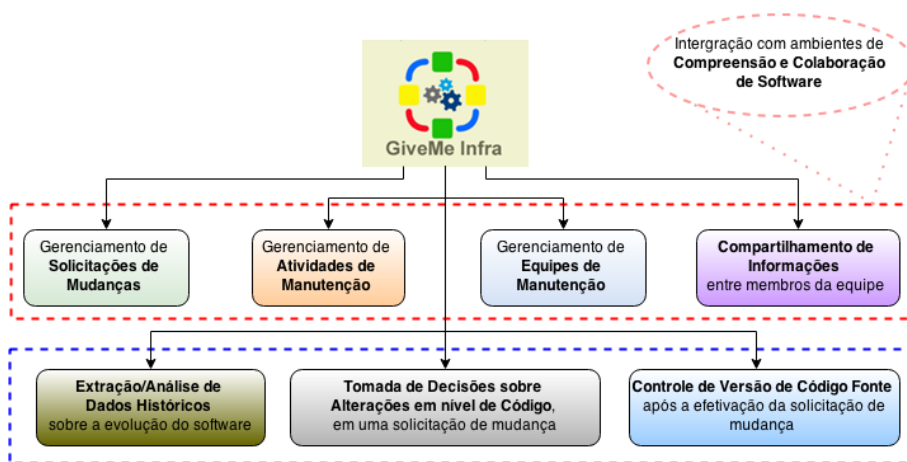 Intergração com ambientes de
Compreensão e Colaboração
de Software
GiveMe Infra
Gerenciamento de
Solicitações de
Mudanças
Gerenciamento de
Atividades de
Manutenção
Gerenciamento de
Equipes de
Manutenção
Compartilhamento de
Informações
entre membros da equipe
Extração/Análise de
Dados Históricos
sobre a evolução do software
Tomada de Decisões sobre
Alterações em nível de Código,
em uma solicitação de mudança
Controle de Versão de Código Fonte
após a efetivação da solicitação de
mudança